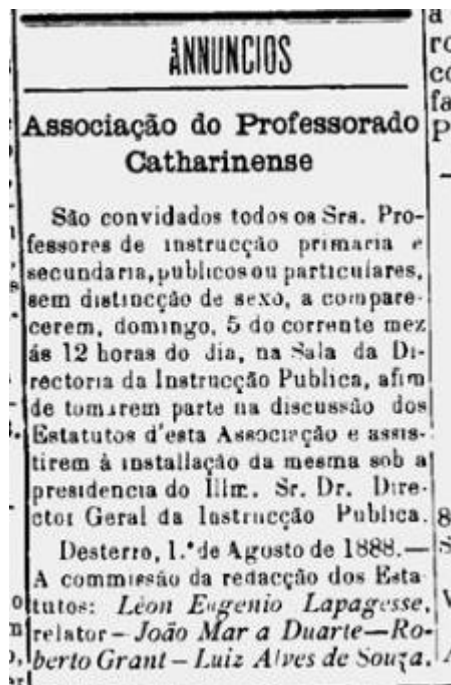 ANNUNCIOS
Associação do Professorado
Catharinense
São convidados todos os Srs. Pro-
fessores de instrucção primaria e
secundaria, publicos ou particulares,
sem distincção de sexo, a compare-
cerem, domingo, 5 do corrente mez
ás 12 horas do dia, na Sala da Di-
rectoria da Instrucção Publica, afim
de tomarem parte na discussão dos
Estatutos d'esta Associação e assis-
tirem à installação da mesma sob a
presidencia do Illm. Sr. Dr. Dire-
ctor Geral da Instrucção Publica.
Desterro, 1.º de Agosto de 1888.—
A commissão da redacção dos Esta
tutos: Léon Eugenio Lapagesse,
relator – João Mar a Duarte—Ro-
berto Grant – Luiz Alves de Souza.